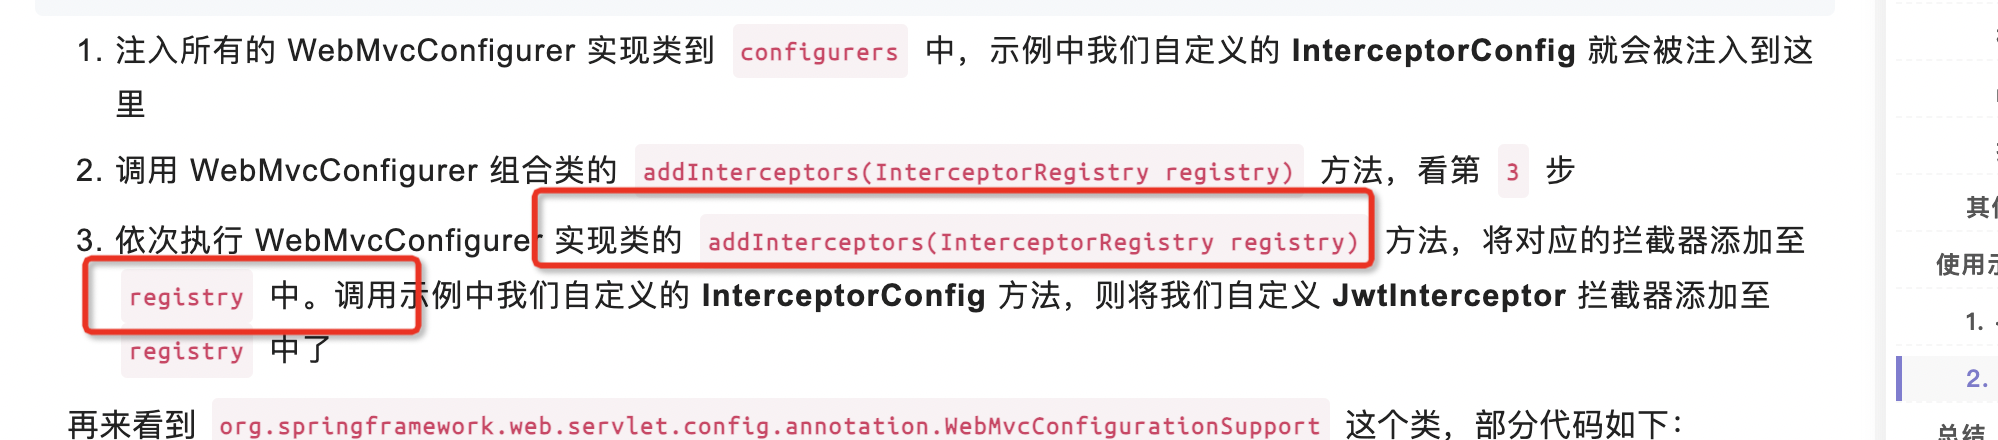 1. 注入所有的 WebMvcConfigurer 实现类到 configurers 中，示例中我们自定义的 InterceptorConfig 就会被注入到这
里
2. 调用 WebMvcConfigurer 组合类的 addInterceptors(InterceptorRegistry registry) 方法，看第 3 步
3. 依次执行 WebMvcConfigurer 实现类的 addInterceptors(InterceptorRegistry registry) 方法，将对应的拦截器添加至
registry 中。调用示例中我们自定义的 InterceptorConfig 方法，则将我们自定义 JwtInterceptor 拦截器添加至
registry 中了
再来看到 org.springframework.web.servlet.config.annotation.WebMvcConfigurationSupport 这个类，部分代码如下：
使用
1.
2.
总结